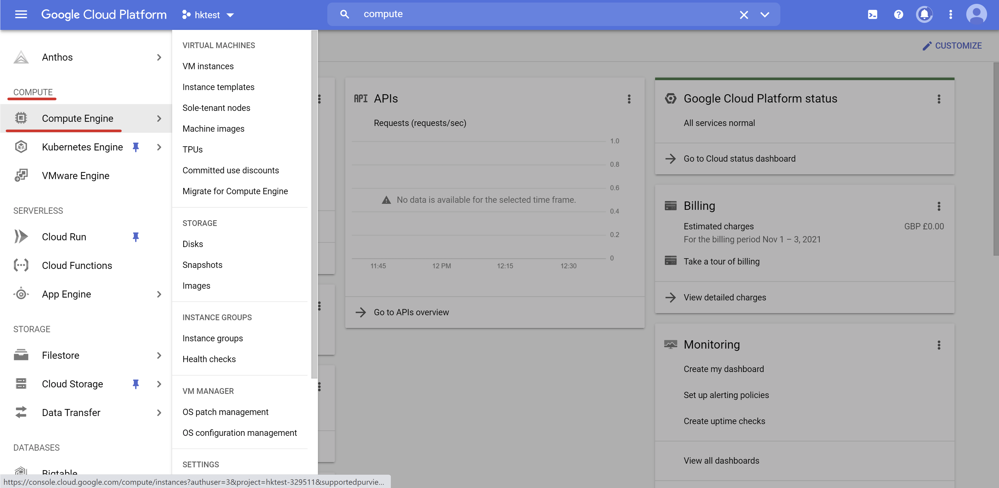 Google Cloud Platform
hktest
compute
Anthos
COMPUTE
Compute Engine
Kubernetes Engine
VMware Engine
SERVERLESS
Cloud Run
Cloud Functions
App Engine
STORAGE
Filestore
Cloud Storage
Data Transfer
DATABASES
Bigtable
VIRTUAL MACHINES
VM instances
Instance templates
Sole-tenant nodes
Machine images
TPUs
Committed use discounts
Migrate for Compute Engine
STORAGE
Disks
Snapshots
Images
INSTANCE GROUPS
Instance groups
Health checks
VM MANAGER
OS patch management
OS configuration management
SETTINGS
CUSTOMIZE
API APIs
Requests (requests/sec)
1.0
0.8
0.6
No data is available for the selected time frame.
0.4
0.2
0
11:45 12 PM 12:15 12:30
Go to APIs overview
Google Cloud Platform status
All services normal
Go to Cloud status dashboard
Billing
Estimated charges GBP £0.00
For the billing period Nov 1 – 3, 2021
Take a tour of billing
View detailed charges
Monitoring
Create my dashboard
Set up alerting policies
Create uptime checks
View all dashboards
https://console.cloud.google.com/compute/instances?authuser=3&project=hktest-329511&supportedpurvie...